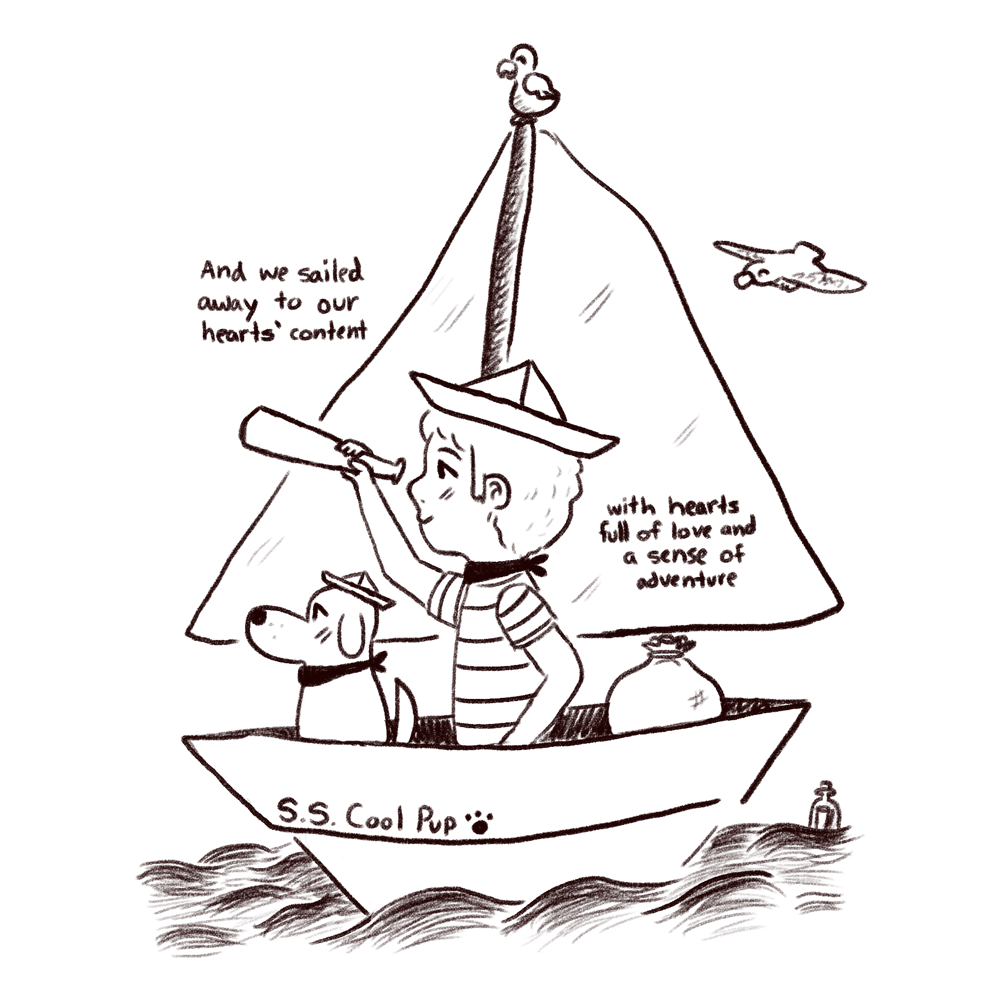 And we sailed
away to our
hearts' content
with hearts
full of love and
a sense of
adventure
S.S. Cool Pup